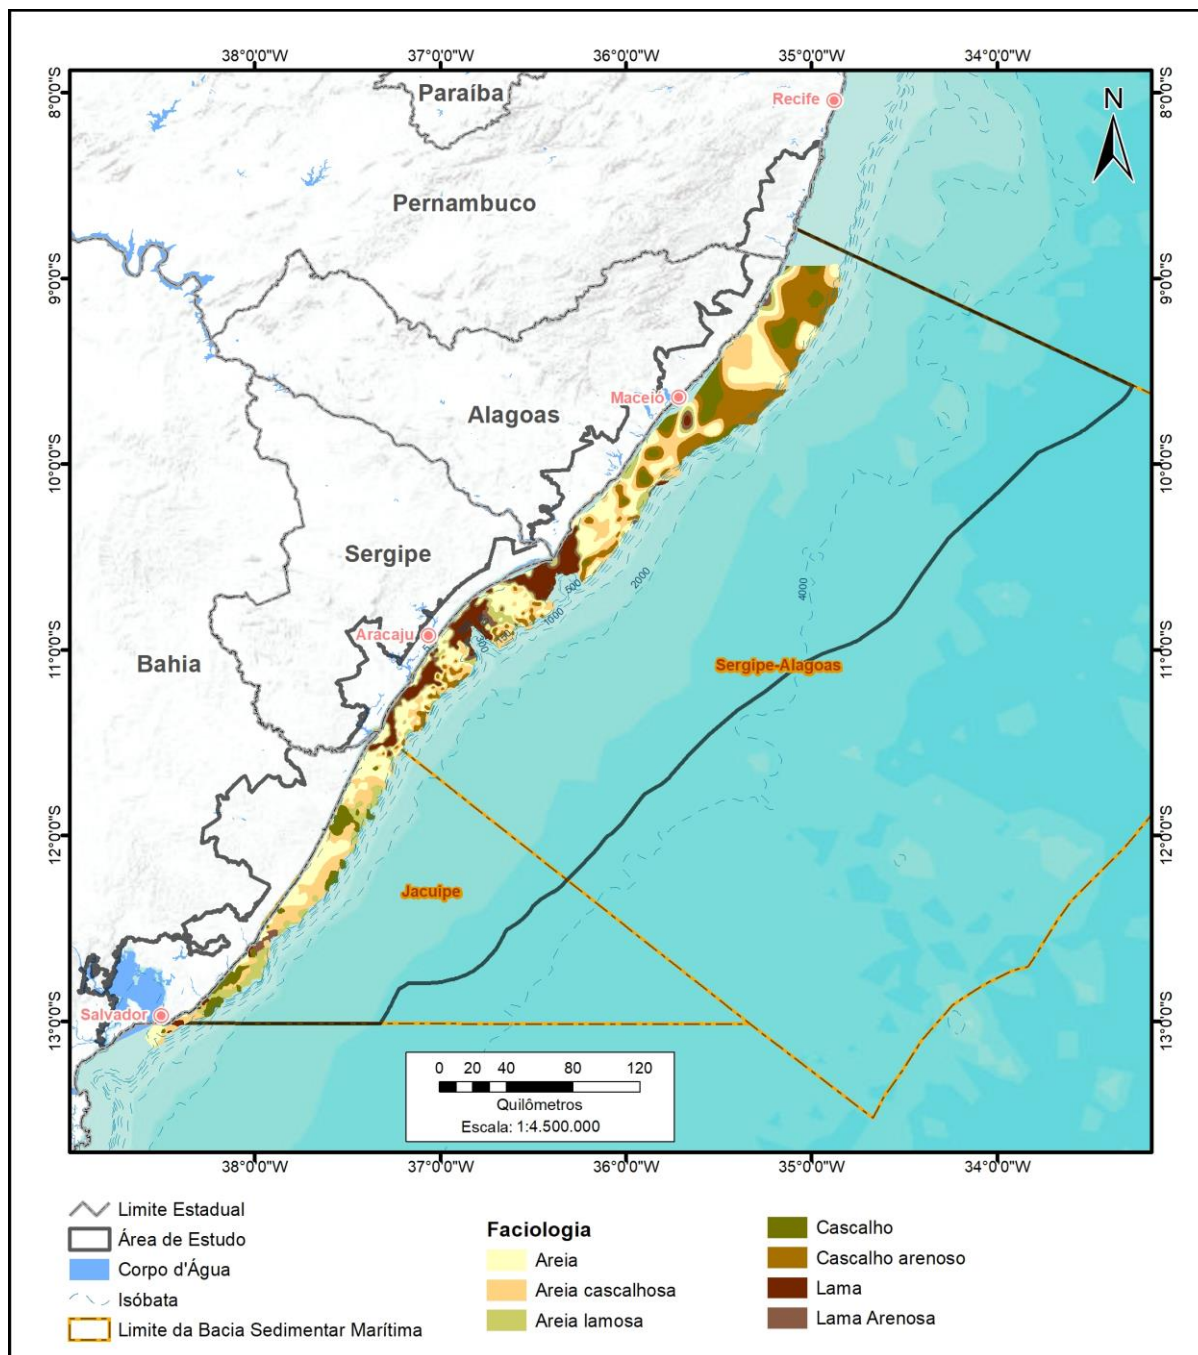 38°0'0"W 37°0'0"W 36°0'0"W 35°0'0"W 34°0'0"W
8°0'0"S
8°0'0"S
Paraíba
Recife
N
Pernambuco
9°0'0"S
9°0'0"S
Maceió
Alagoas
10°0'0"S
10°0'0"S
Sergipe
500
2000
4000
1000
Aracaju
Bahia
11°0'0"S
11°0'0"S
Sergipe-Alagoas
12°0'0"S
12°0'0"S
Jacuípe
Salvador
13°0'0"S
13°0'0"S
0 20 40 80 120
Quilômetros
Escala: 1:4.500.000
38°0'0"W 37°0'0"W 36°0'0"W 35°0'0"W 34°0'0"W
Limite Estadual
Área de Estudo
Corpo d'Água
Isóbata
Limite da Bacia Sedimentar Marítima
Faciologia
Areia
Areia cascalhosa
Areia lamosa
Cascalho
Cascalho arenoso
Lama
Lama Arenosa